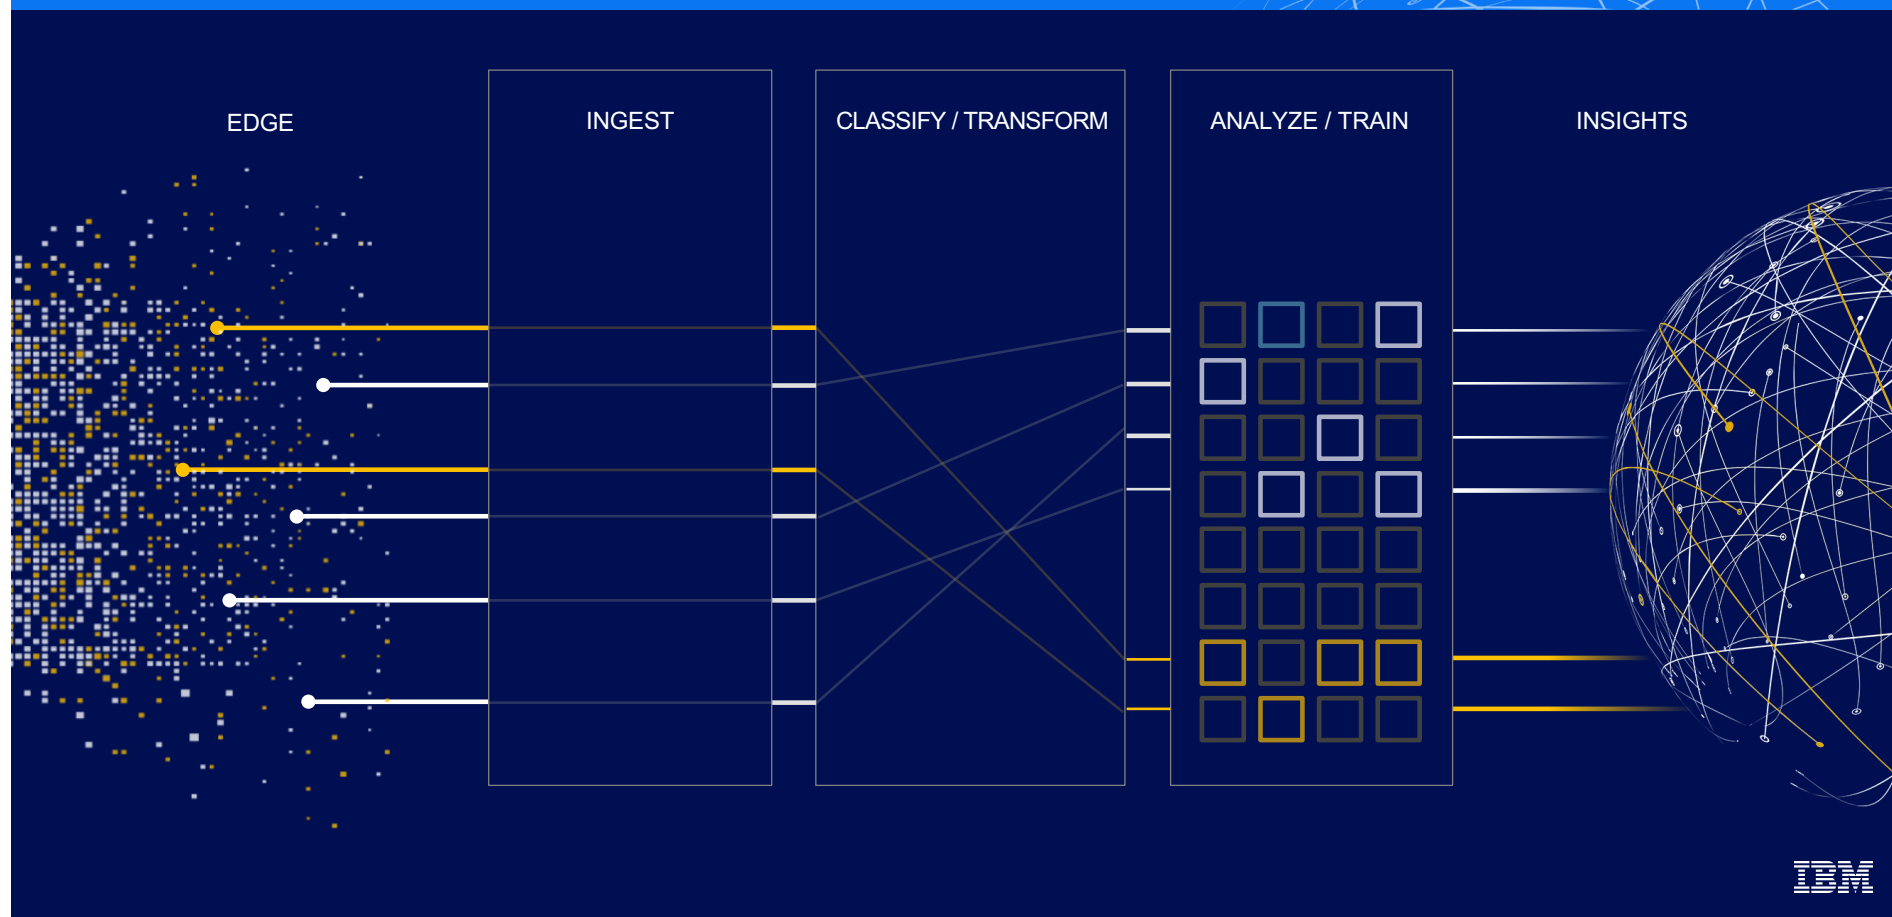 EDGE
INGEST
CLASSIFY / TRANSFORM
ANALYZE / TRAIN
INSIGHTS
IBM